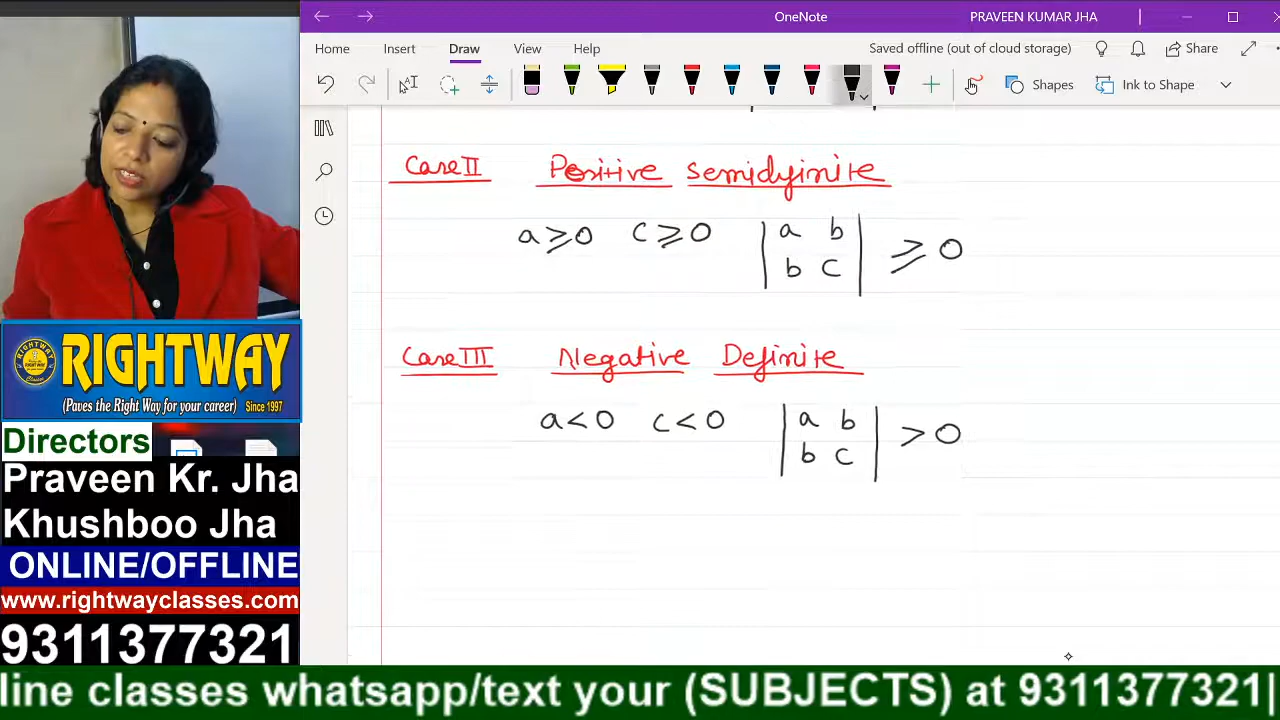 OneNote
PRAVEEN KUMAR JHA
Home Insert Draw View Help
Saved offline (out of cloud storage)
Share
Shapes
Ink to Shape
Case II Positive Semidefinite
a ≥ 0 c ≥ 0 | a b |
| b c | ≥ 0
Case III Negative Definite
a < 0 c < 0 | a b |
| b c | > 0
RIGHTWAY
(Paves the Right Way for your career) Since 1997
Directors
Praveen Kr. Jha
Khushboo Jha
ONLINE/OFFLINE
www.rightwayclasses.com
9311377321
line classes whatsapp/text your (SUBJECTS) at 9311377321|